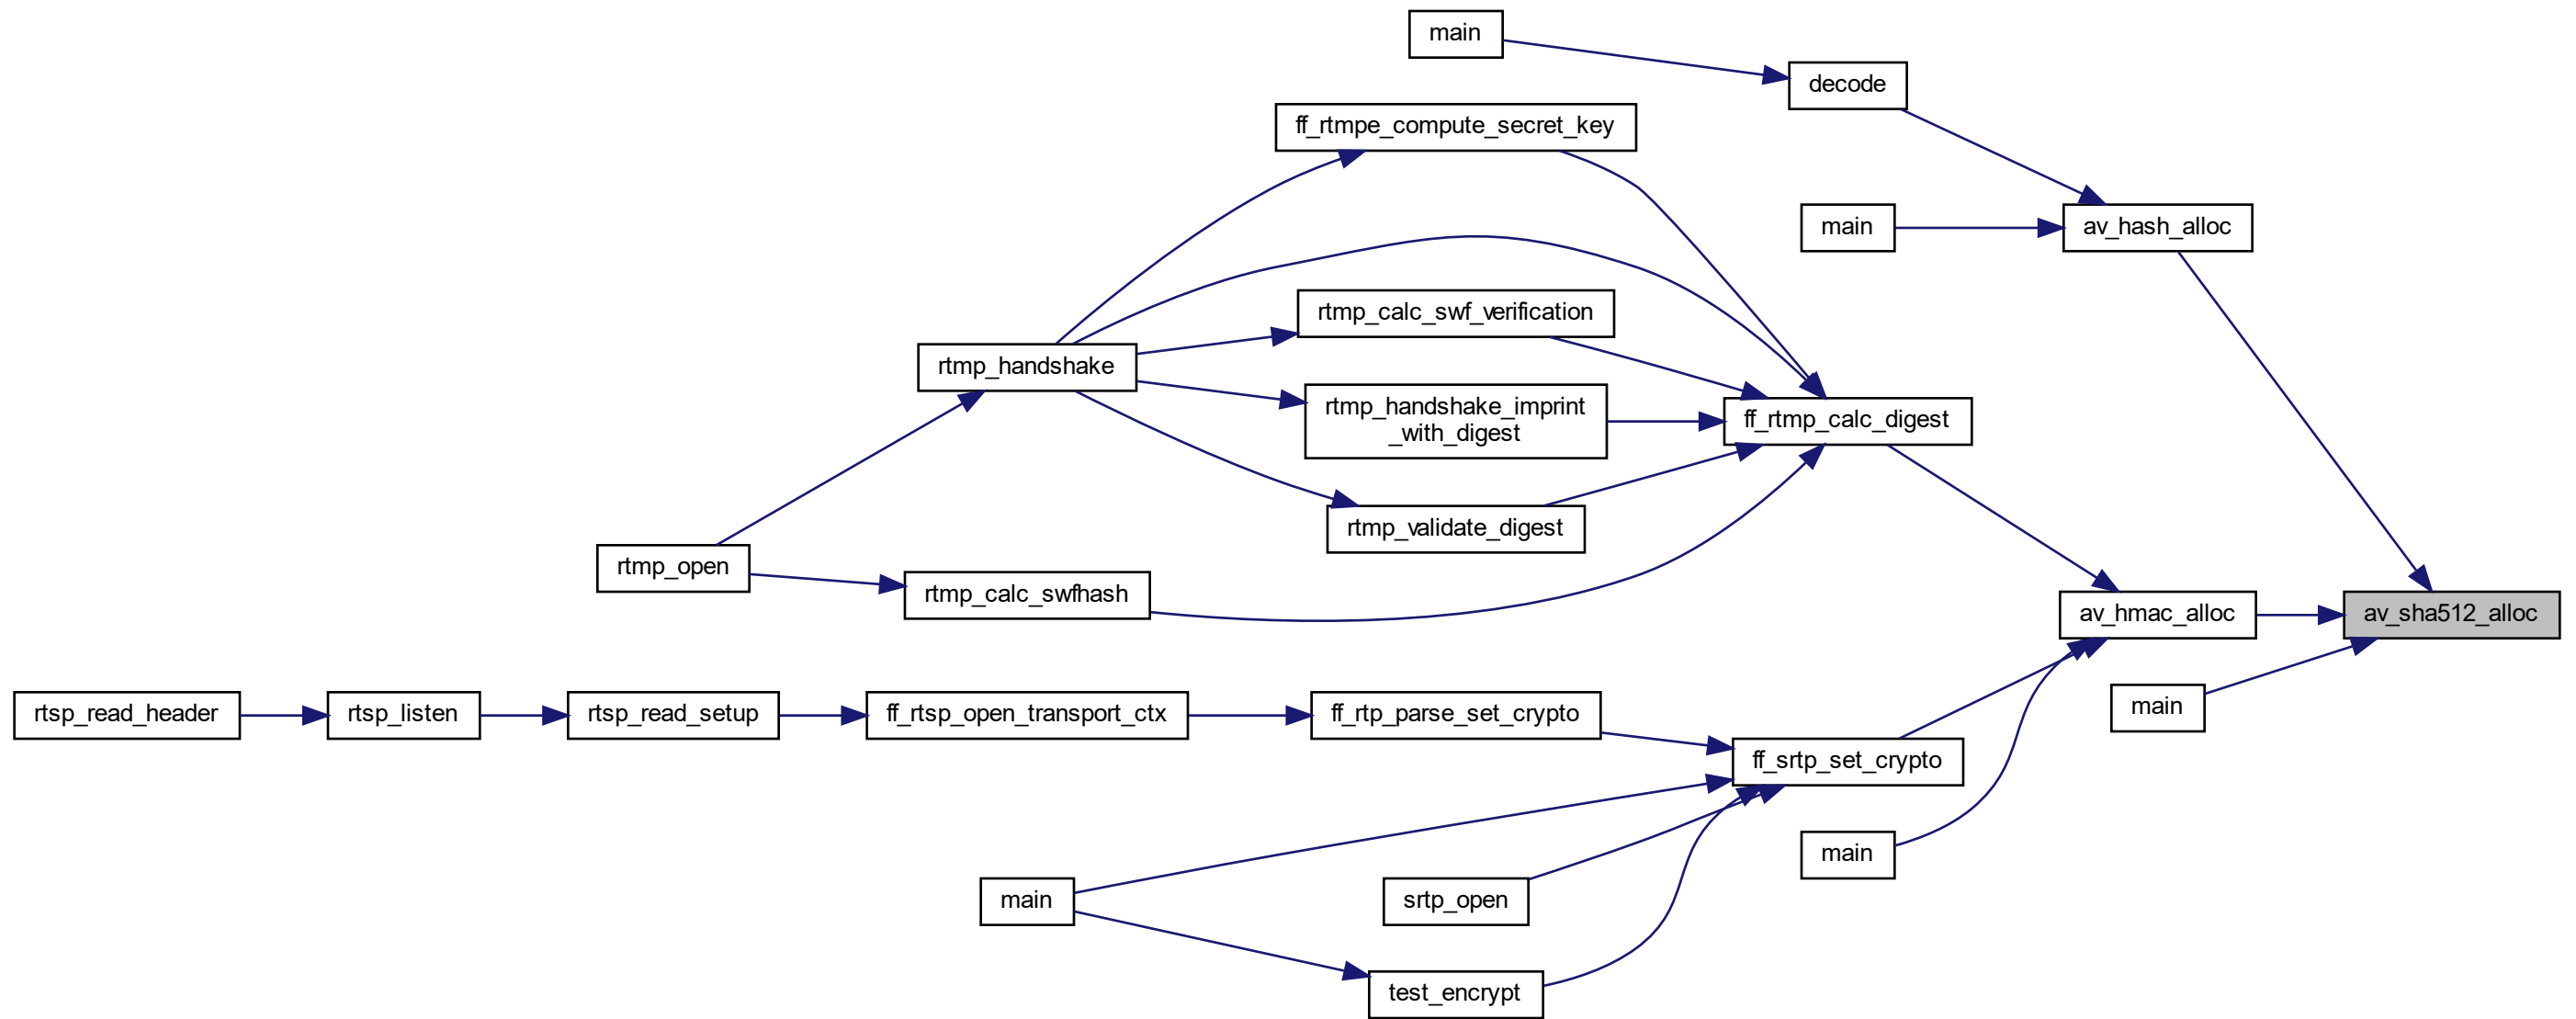 main
decode
ff_rtmpe_compute_secret_key
main
av_hash_alloc
rtmp_calc_swf_verification
rtmp_handshake
rtmp_handshake_imprint
_with_digest
ff_rtmp_calc_digest
rtmp_validate_digest
rtmp_open
rtmp_calc_swfhash
av_hmac_alloc
av_sha512_alloc
rtsp_read_header
rtsp_listen
rtsp_read_setup
ff_rtsp_open_transport_ctx
ff_rtp_parse_set_crypto
main
ff_srtp_set_crypto
main
main
srtp_open
test_encrypt